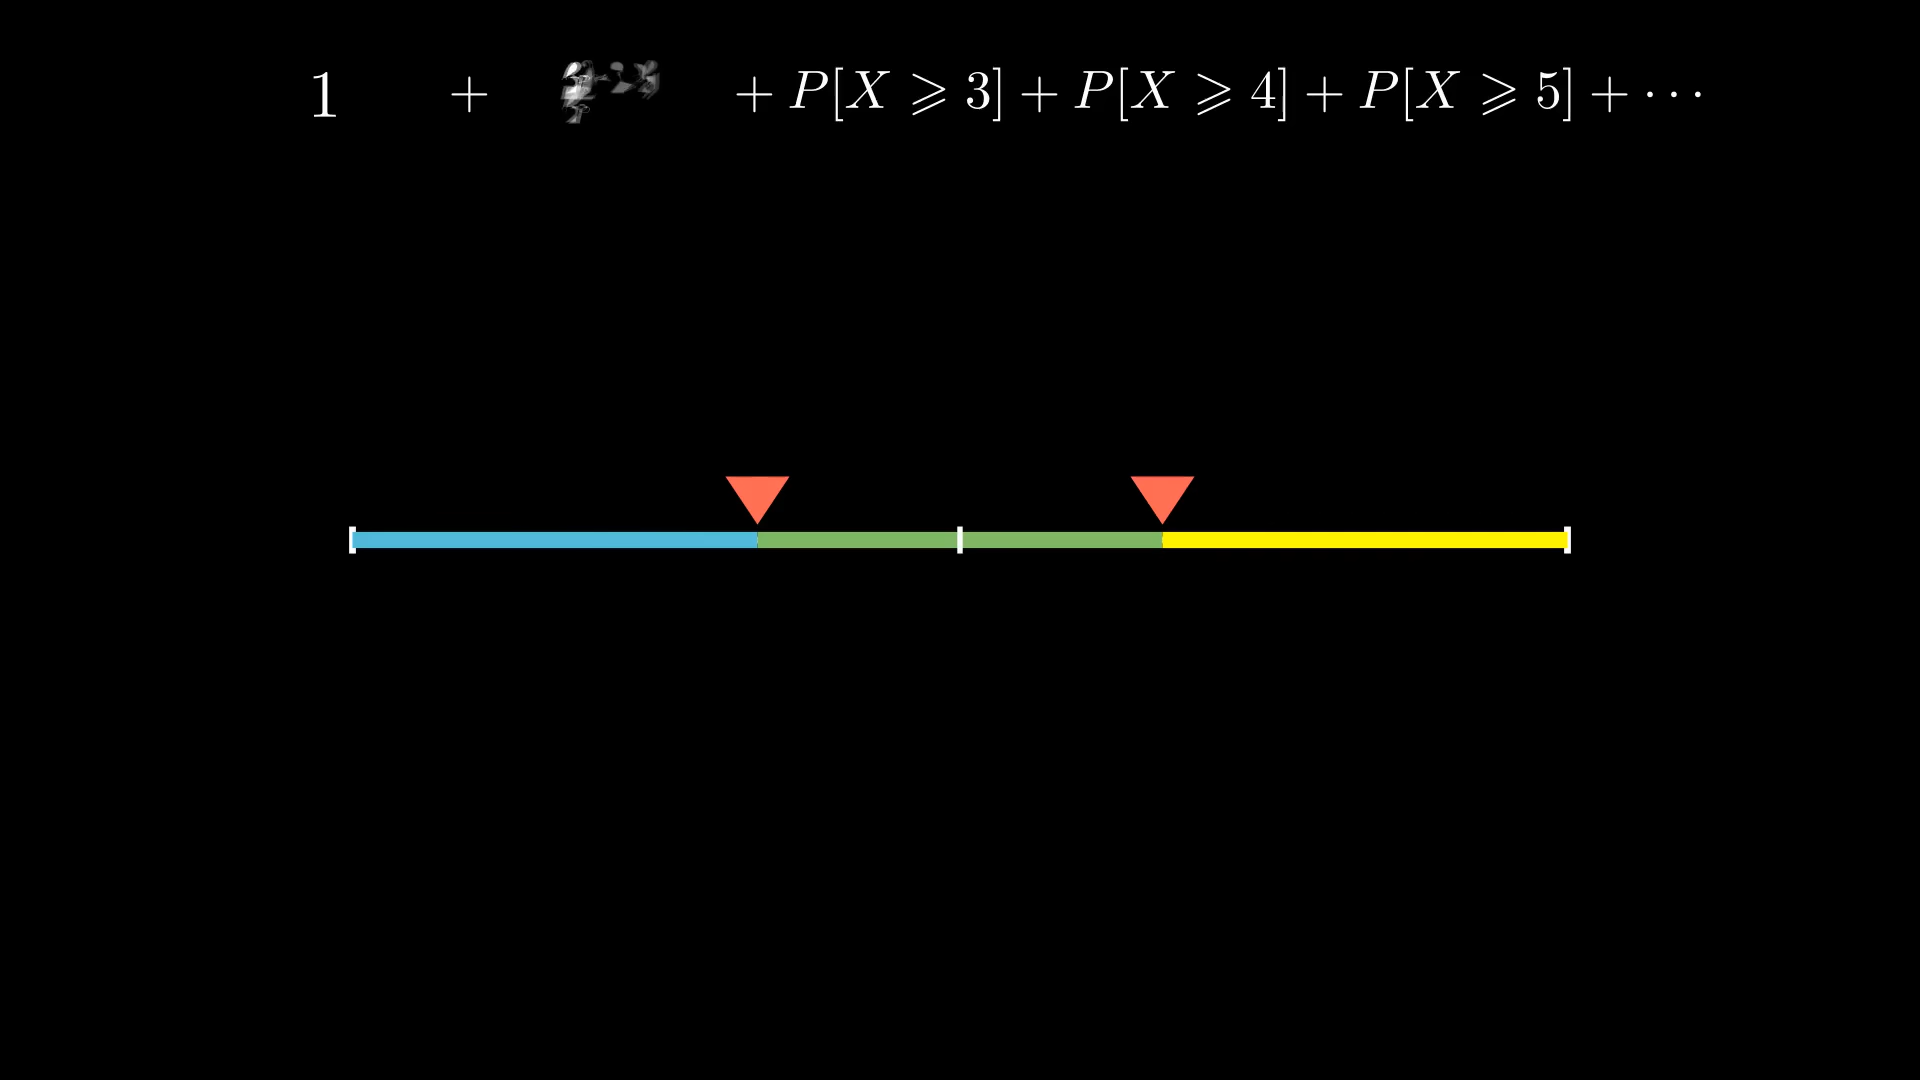 1 + + P[X ⩾ 3] + P[X ⩾ 4] + P[X ⩾ 5] + ⋯